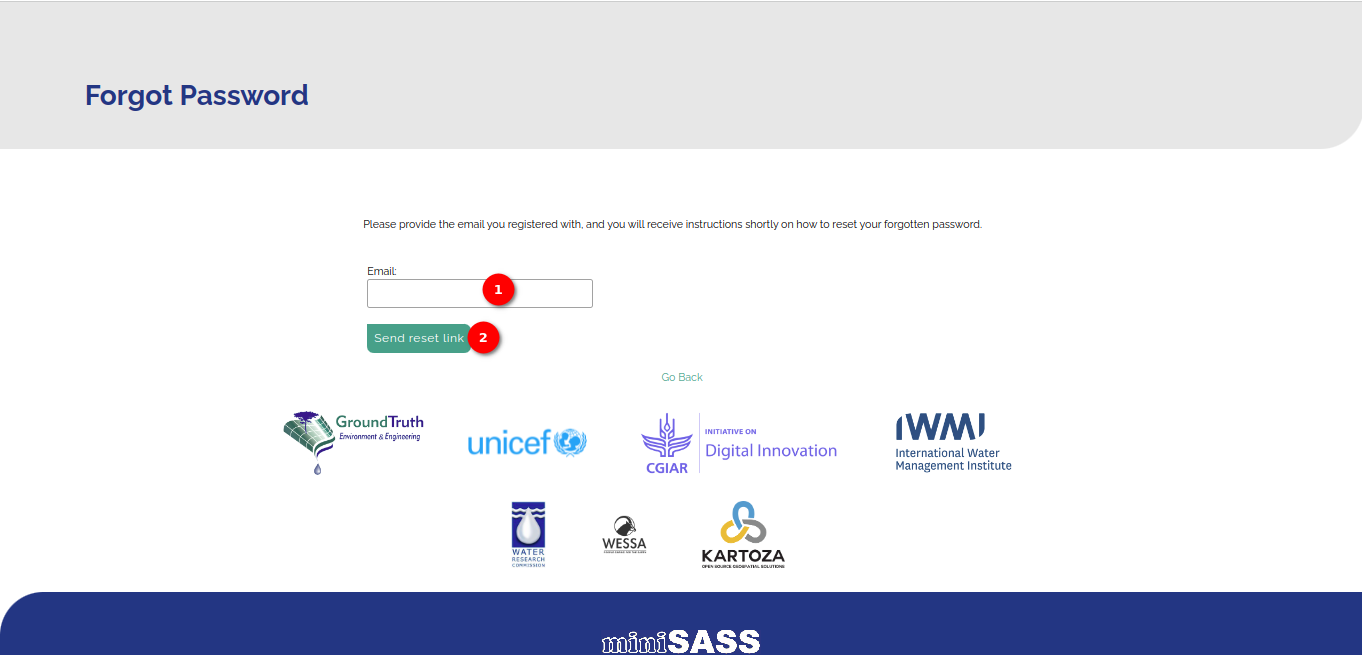 Forgot Password
Please provide the email you registered with, and you will receive instructions shortly on how to reset your forgotten password.
Email:
1
Send reset link
2
Go Back
GroundTruth
Environment & Engineering
unicef
CGIAR
INITIATIVE ON
Digital Innovation
IWMI
International Water
Management Institute
WATER
RESEARCH
COMMISSION
WESSA
KARTOZA
OPEN SOURCE GEOSPATIAL SOLUTIONS
miniSASS